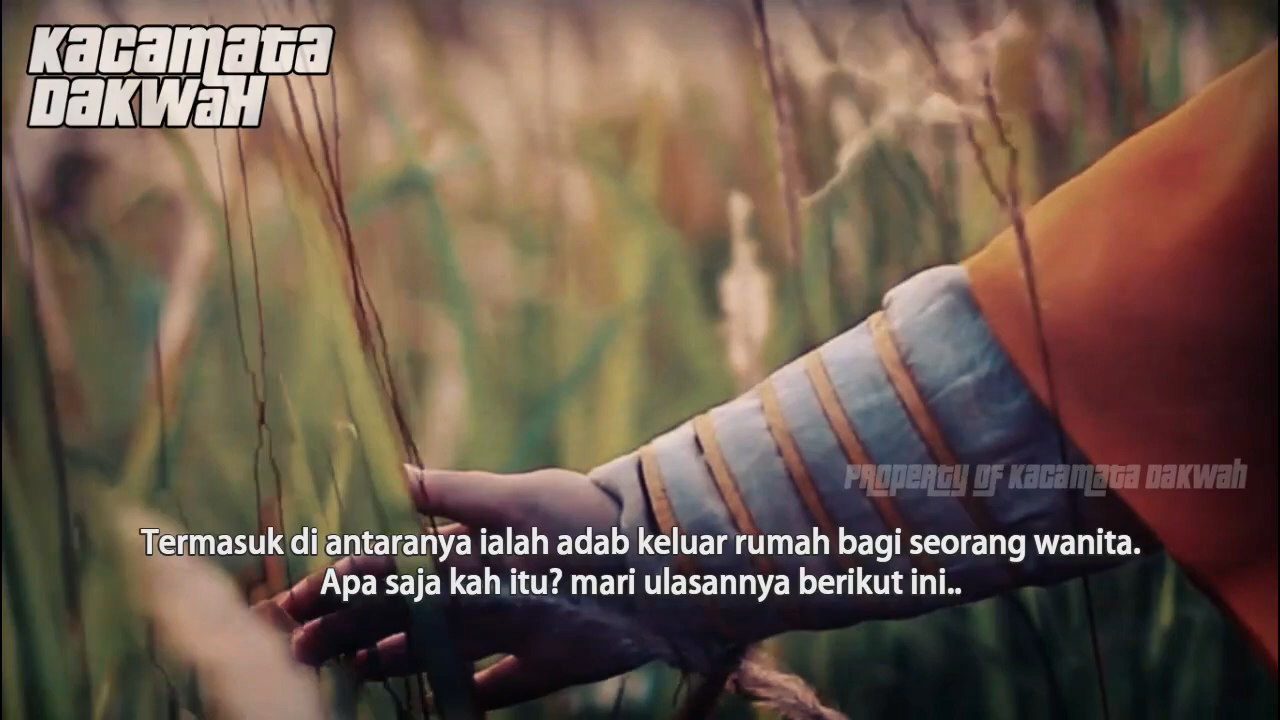 Kacamata
Dakwah
Property of Kacamata Dakwah
Termasuk di antaranya ialah adab keluar rumah bagi seorang wanita.
Apa saja kah itu? mari ulasannya berikut ini..